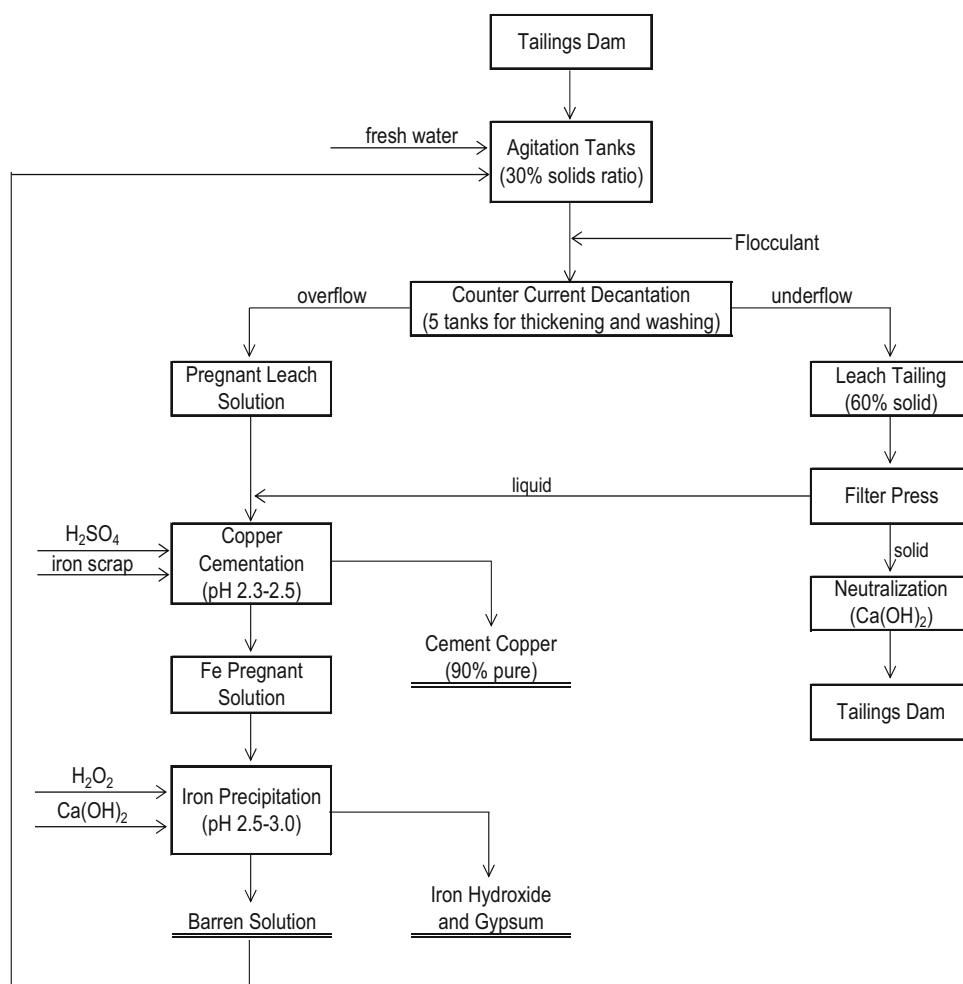 Tailings Dam
fresh water
Agitation Tanks
(30% solids ratio)
Flocculant
overflow
Counter Current Decantation
(5 tanks for thickening and washing)
underflow
Pregnant Leach
Solution
Leach Tailing
(60% solid)
liquid
Filter Press
H₂SO₄
iron scrap
Copper
Cementation
(pH 2.3-2.5)
solid
Neutralization
(Ca(OH)₂)
Cement Copper
(90% pure)
Fe Pregnant
Solution
Tailings Dam
H₂O₂
Ca(OH)₂
Iron Precipitation
(pH 2.5-3.0)
Iron Hydroxide
and Gypsum
Barren Solution